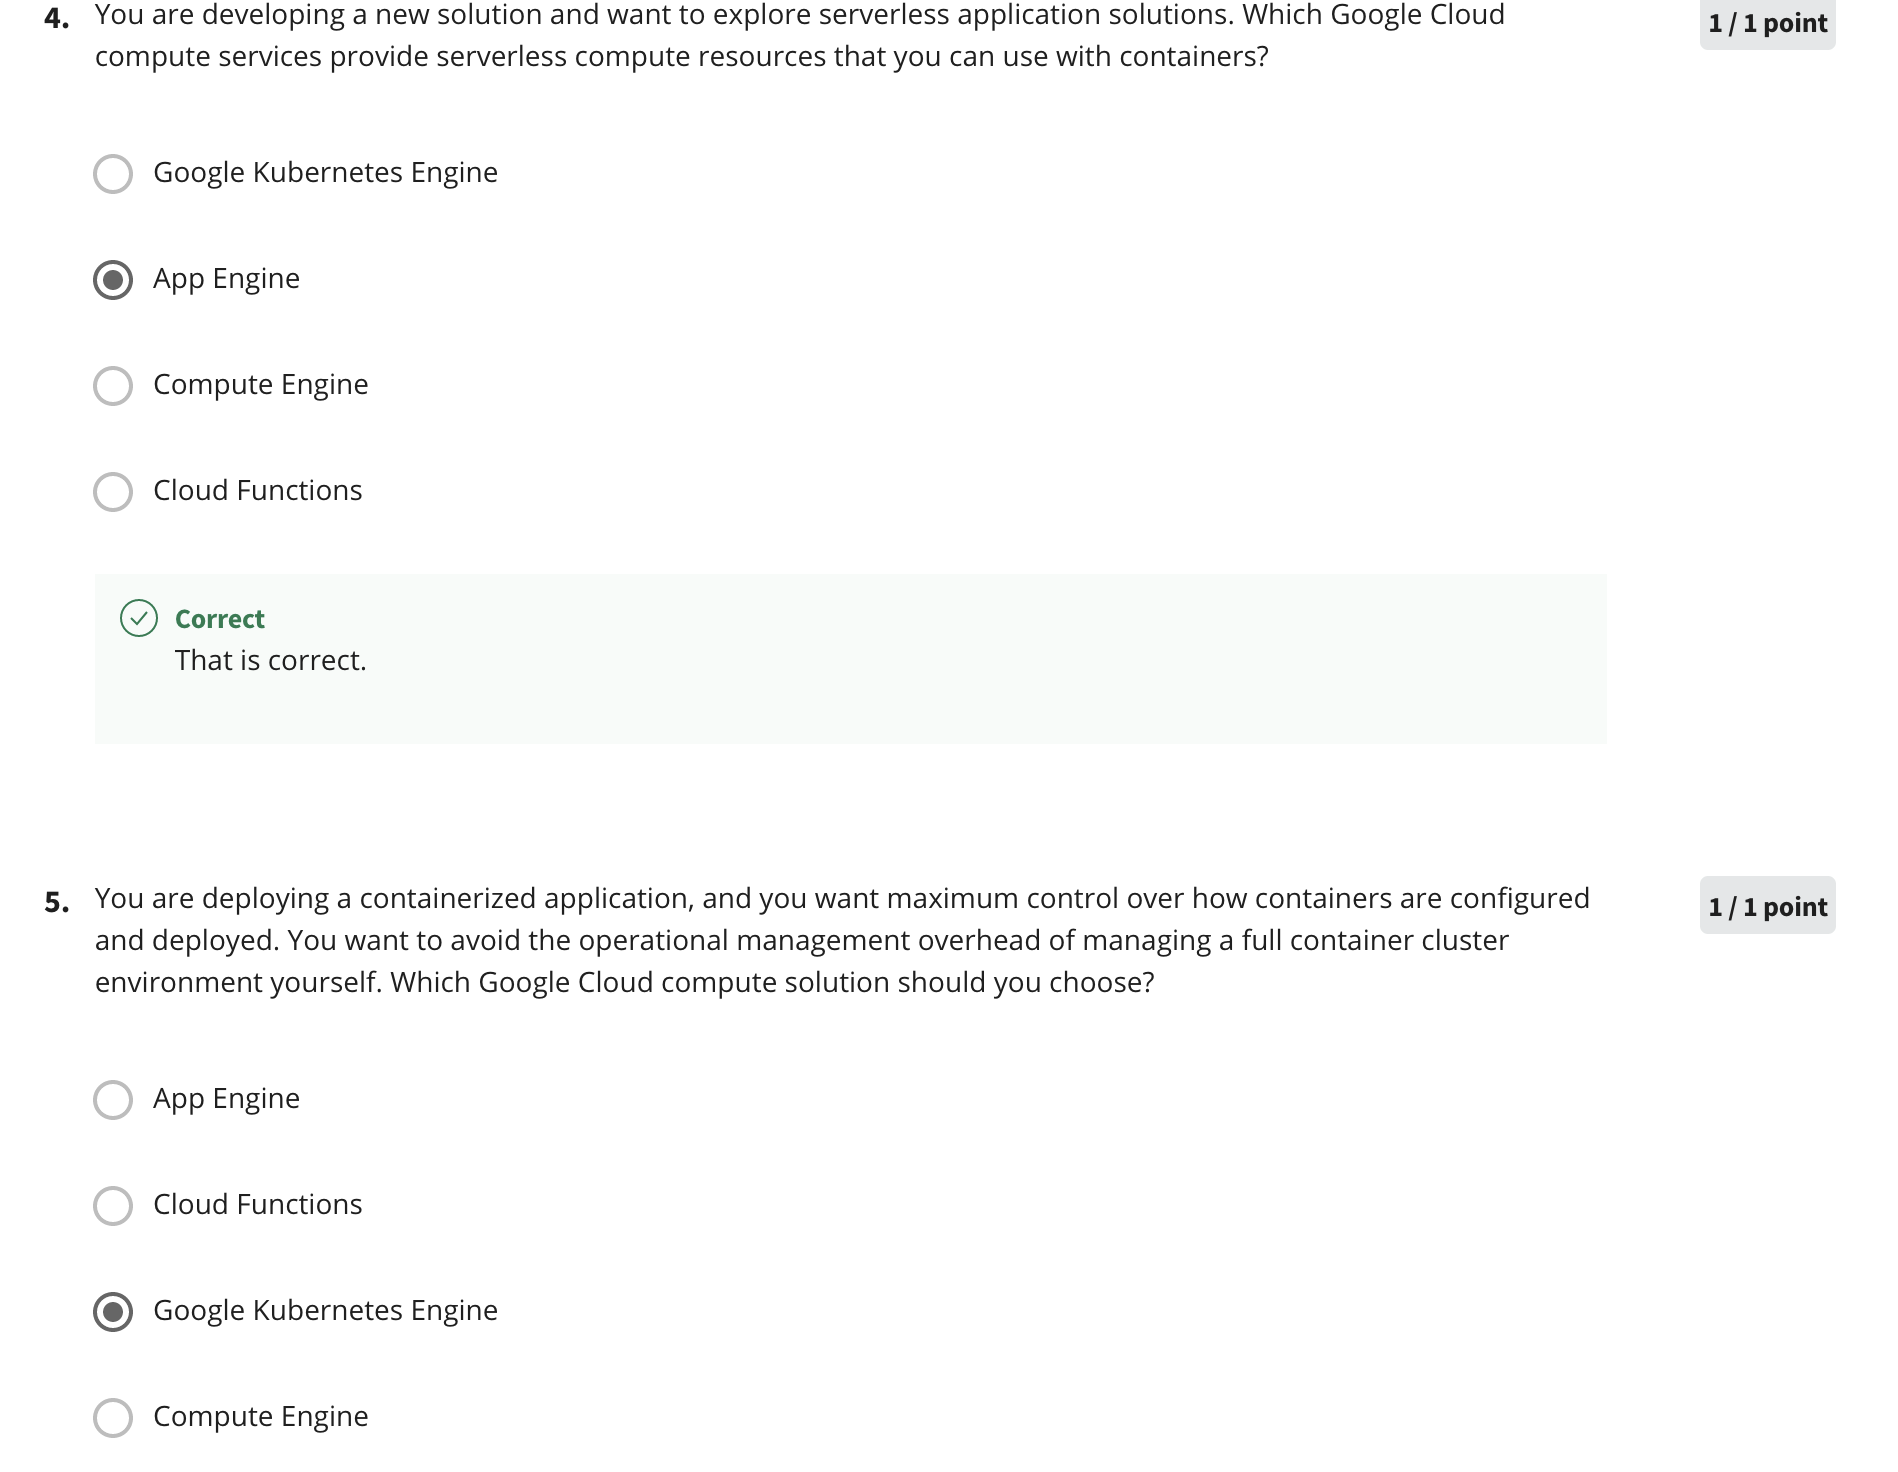 4. You are developing a new solution and want to explore serverless application solutions. Which Google Cloud
1 / 1 point
compute services provide serverless compute resources that you can use with containers?
Google Kubernetes Engine
App Engine
Compute Engine
Cloud Functions
Correct
That is correct.
5. You are deploying a containerized application, and you want maximum control over how containers are configured
1 / 1 point
and deployed. You want to avoid the operational management overhead of managing a full container cluster
environment yourself. Which Google Cloud compute solution should you choose?
App Engine
Cloud Functions
Google Kubernetes Engine
Compute Engine